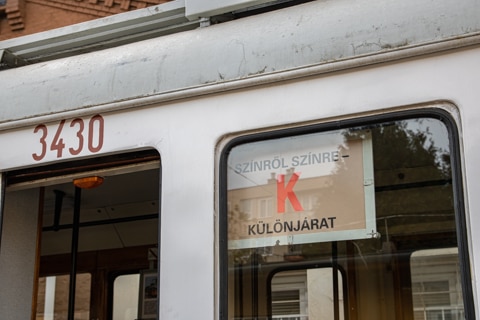 3430
SZÍNRŐL SZÍNRE-
K
KÜLÖNJÁRAT